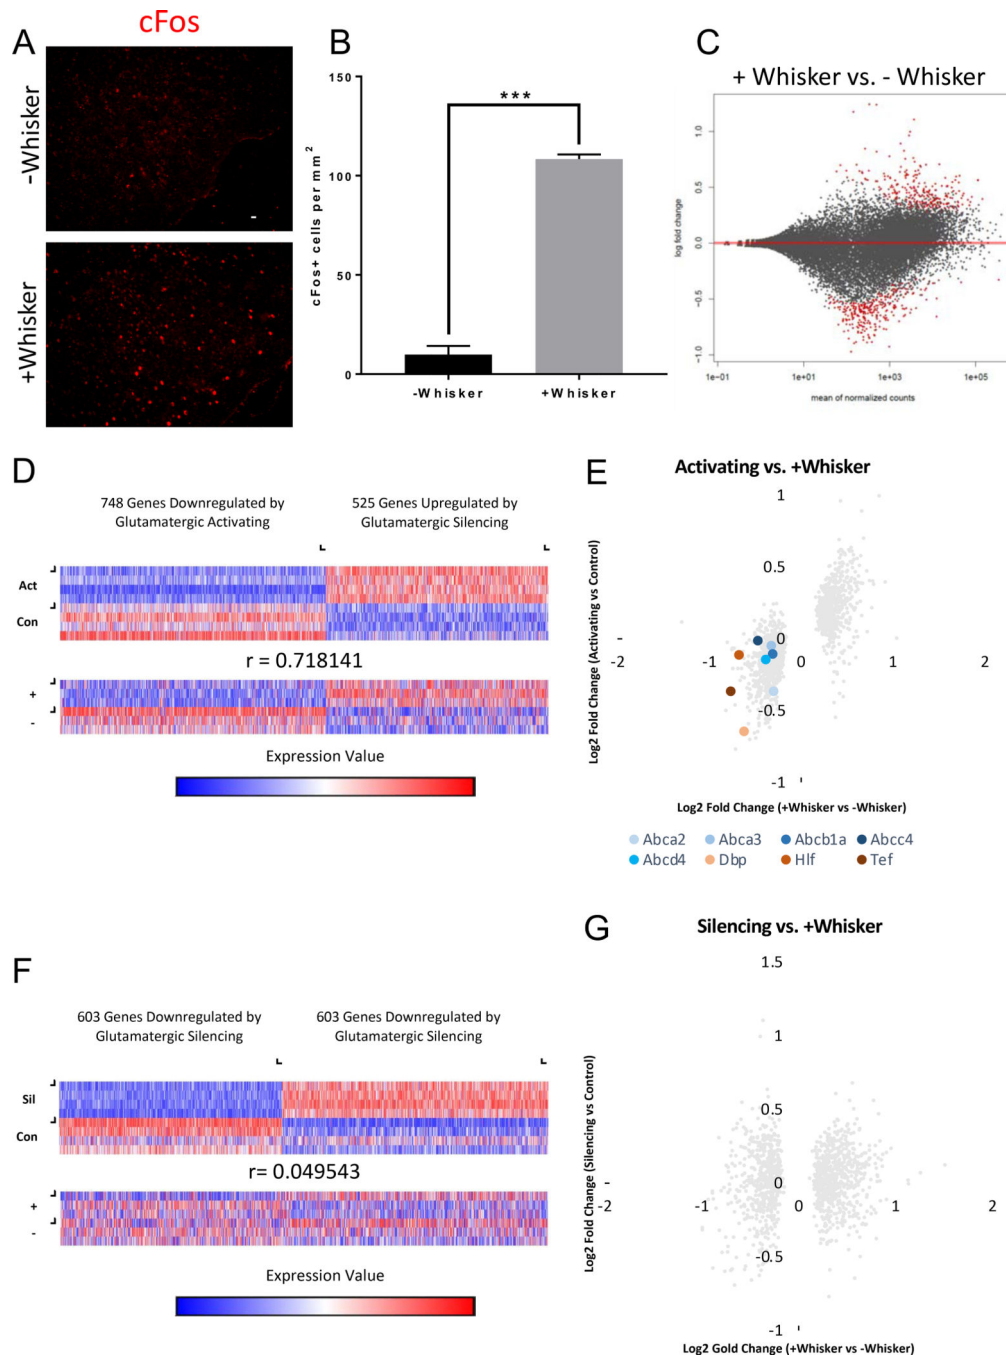 A
cFos
-Whisker
+Whisker
B
cFos+ cells per mm2
150
100
50
0
***
-Whisker
+Whisker
C
+ Whisker vs. - Whisker
log fold change
1.0
0.5
0.0
-0.5
-1.0
1e-01
1e+01
1e+03
1e+05
mean of normalized counts
D
748 Genes Downregulated by
Glutamatergic Activating
525 Genes Upregulated by
Glutamatergic Silencing
Act
Con
r = 0.718141
+
-
Expression Value
E
Activating vs. +Whisker
Log2 Fold Change (Activating vs Control)
1
0.5
0
-0.5
-1
-2
-1
0
1
2
Log2 Fold Change (+Whisker vs -Whisker)
Abca2
Abca3
Abcb1a
Abcc4
Abcd4
Dbp
Hlf
Tef
F
603 Genes Downregulated by
Glutamatergic Silencing
603 Genes Downregulated by
Glutamatergic Silencing
Sil
Con
r= 0.049543
+
-
Expression Value
G
Silencing vs. +Whisker
Log2 Fold Change (Silencing vs Control)
1.5
1
0.5
0
-0.5
-1
-2
-1
0
1
2
Log2 Gold Change (+Whisker vs -Whisker)